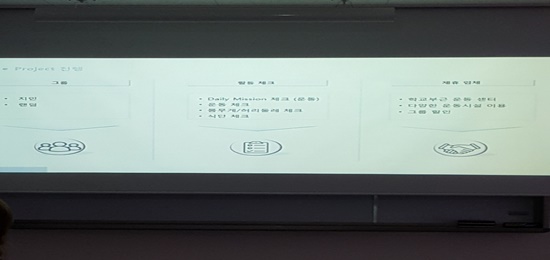 Project 진행
그룹
• 지인
• 랜덤
활동 체크
• Daily Mission 체크 (운동)
• 운동 체크
• 몸무게/허리둘레 체크
• 식단 체크
제휴 업체
• 학교부근 운동 센터
• 다양한 운동시설 이용
• 그룹 할인